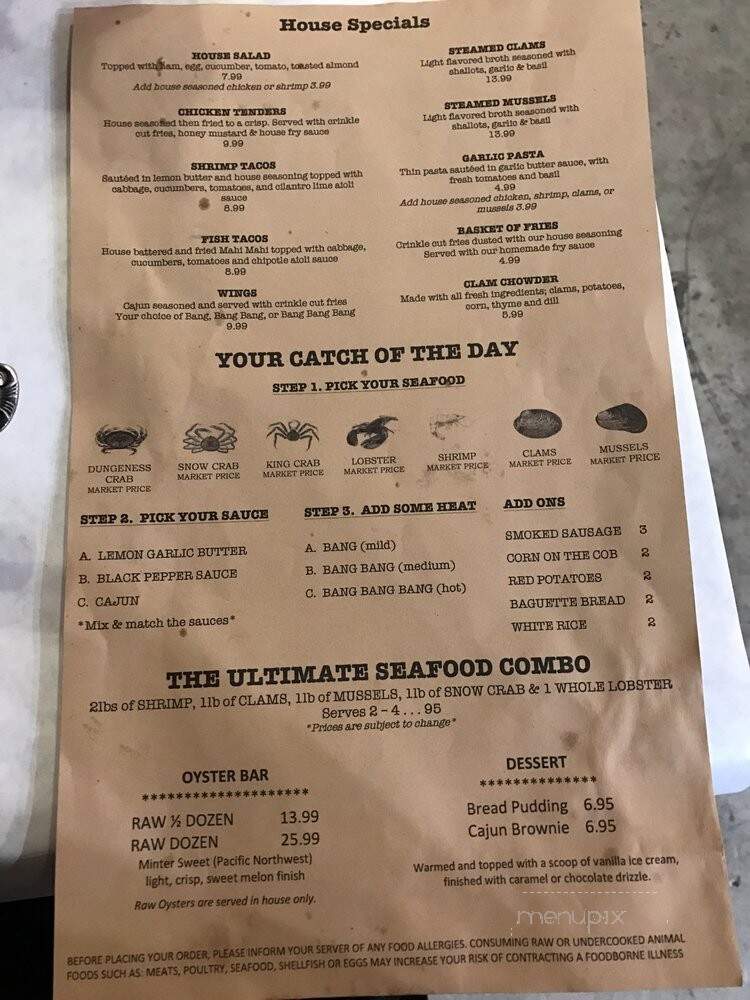 House Specials
HOUSE SALAD
Topped with ham, egg, cucumber, tomato, toasted almond
7.99
Add house seasoned chicken or shrimp 3.99
CHICKEN TENDERS
House seasoned then fried to a crisp. Served with crinkle
cut fries, honey mustard & house fry sauce
9.99
SHRIMP TACOS
Sautéed in lemon butter and house seasoning topped with
cabbage, cucumbers, tomatoes, and cilantro lime aioli
sauce
8.99
FISH TACOS
House battered and fried Mahi Mahi topped with cabbage,
cucumbers, tomatoes and chipotle aioli sauce
8.99
WINGS
Cajun seasoned and served with crinkle cut fries
Your choice of Bang, Bang Bang, or Bang Bang Bang
9.99
STEAMED CLAMS
Light flavored broth seasoned with
shallots, garlic & basil
13.99
STEAMED MUSSELS
Light flavored broth seasoned with
shallots, garlic & basil
13.99
GARLIC PASTA
Thin pasta sautéed in garlic butter sauce, with
fresh tomatoes and basil
4.99
Add house seasoned chicken, shrimp, clams, or
mussels 3.99
BASKET OF FRIES
Crinkle cut fries dusted with our house seasoning
Served with our homemade fry sauce
4.99
CLAM CHOWDER
Made with all fresh ingredients; clams, potatoes,
corn, thyme and dill
5.99
YOUR CATCH OF THE DAY
STEP 1. PICK YOUR SEAFOOD
DUNGENESS
CRAB
MARKET PRICE
SNOW CRAB
MARKET PRICE
KING CRAB
MARKET PRICE
LOBSTER
MARKET PRICE
SHRIMP
MARKET PRICE
CLAMS
MARKET PRICE
MUSSELS
MARKET PRICE
STEP 2. PICK YOUR SAUCE
A. LEMON GARLIC BUTTER
B. BLACK PEPPER SAUCE
C. CAJUN
*Mix & match the sauces*
STEP 3. ADD SOME HEAT
A. BANG (mild)
B. BANG BANG (medium)
C. BANG BANG BANG (hot)
ADD ONS
SMOKED SAUSAGE 3
CORN ON THE COB 2
RED POTATOES 2
BAGUETTE BREAD 2
WHITE RICE 2
THE ULTIMATE SEAFOOD COMBO
2lbs of SHRIMP, 1lb of CLAMS, 1lb of MUSSELS, 1lb of SNOW CRAB & 1 WHOLE LOBSTER
Serves 2 – 4 . . . 95
*Prices are subject to change*
OYSTER BAR
********************
RAW ½ DOZEN 13.99
RAW DOZEN 25.99
Minter Sweet (Pacific Northwest)
light, crisp, sweet melon finish
Raw Oysters are served in house only.
DESSERT
**************
Bread Pudding 6.95
Cajun Brownie 6.95
Warmed and topped with a scoop of vanilla ice cream,
finished with caramel or chocolate drizzle.
menupix
BEFORE PLACING YOUR ORDER, PLEASE INFORM YOUR SERVER OF ANY FOOD ALLERGIES. CONSUMING RAW OR UNDERCOOKED ANIMAL
FOODS SUCH AS: MEATS, POULTRY, SEAFOOD, SHELLFISH OR EGGS MAY INCREASE YOUR RISK OF CONTRACTING A FOODBORNE ILLNESS